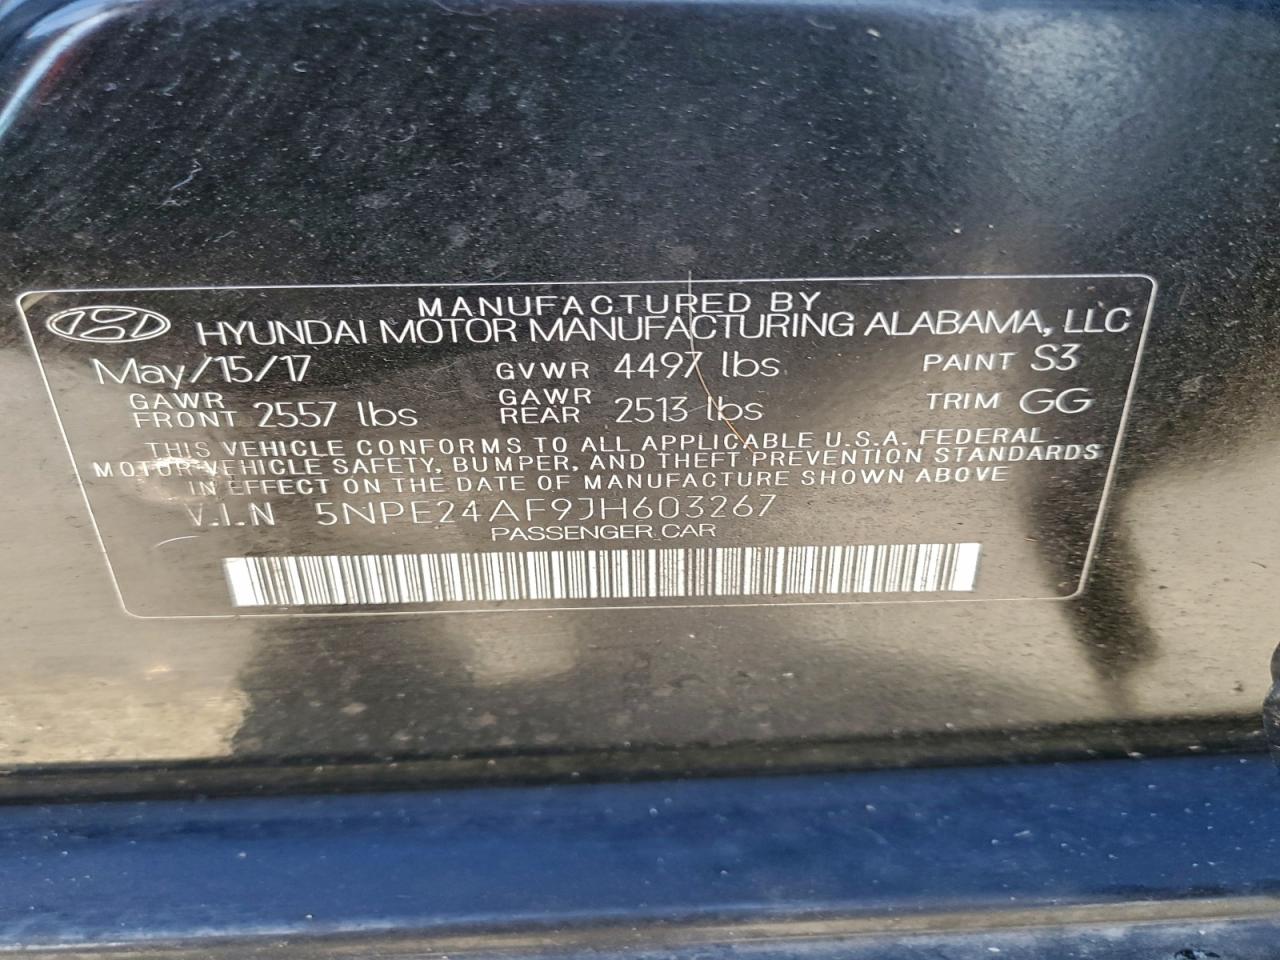 MANUFACTURED BY
HYUNDAI MOTOR MANUFACTURING ALABAMA, LLC
May/15/17 GVWR 4497 lbs PAINT S3
GAWR FRONT 2557 lbs GAWR REAR 2513 lbs TRIM GG
THIS VEHICLE CONFORMS TO ALL APPLICABLE U.S.A. FEDERAL
MOTOR VEHICLE SAFETY, BUMPER, AND THEFT PREVENTION STANDARDS
IN EFFECT ON THE DATE OF MANUFACTURE SHOWN ABOVE
V.I.N 5NPE24AF9JH603267
PASSENGER CAR